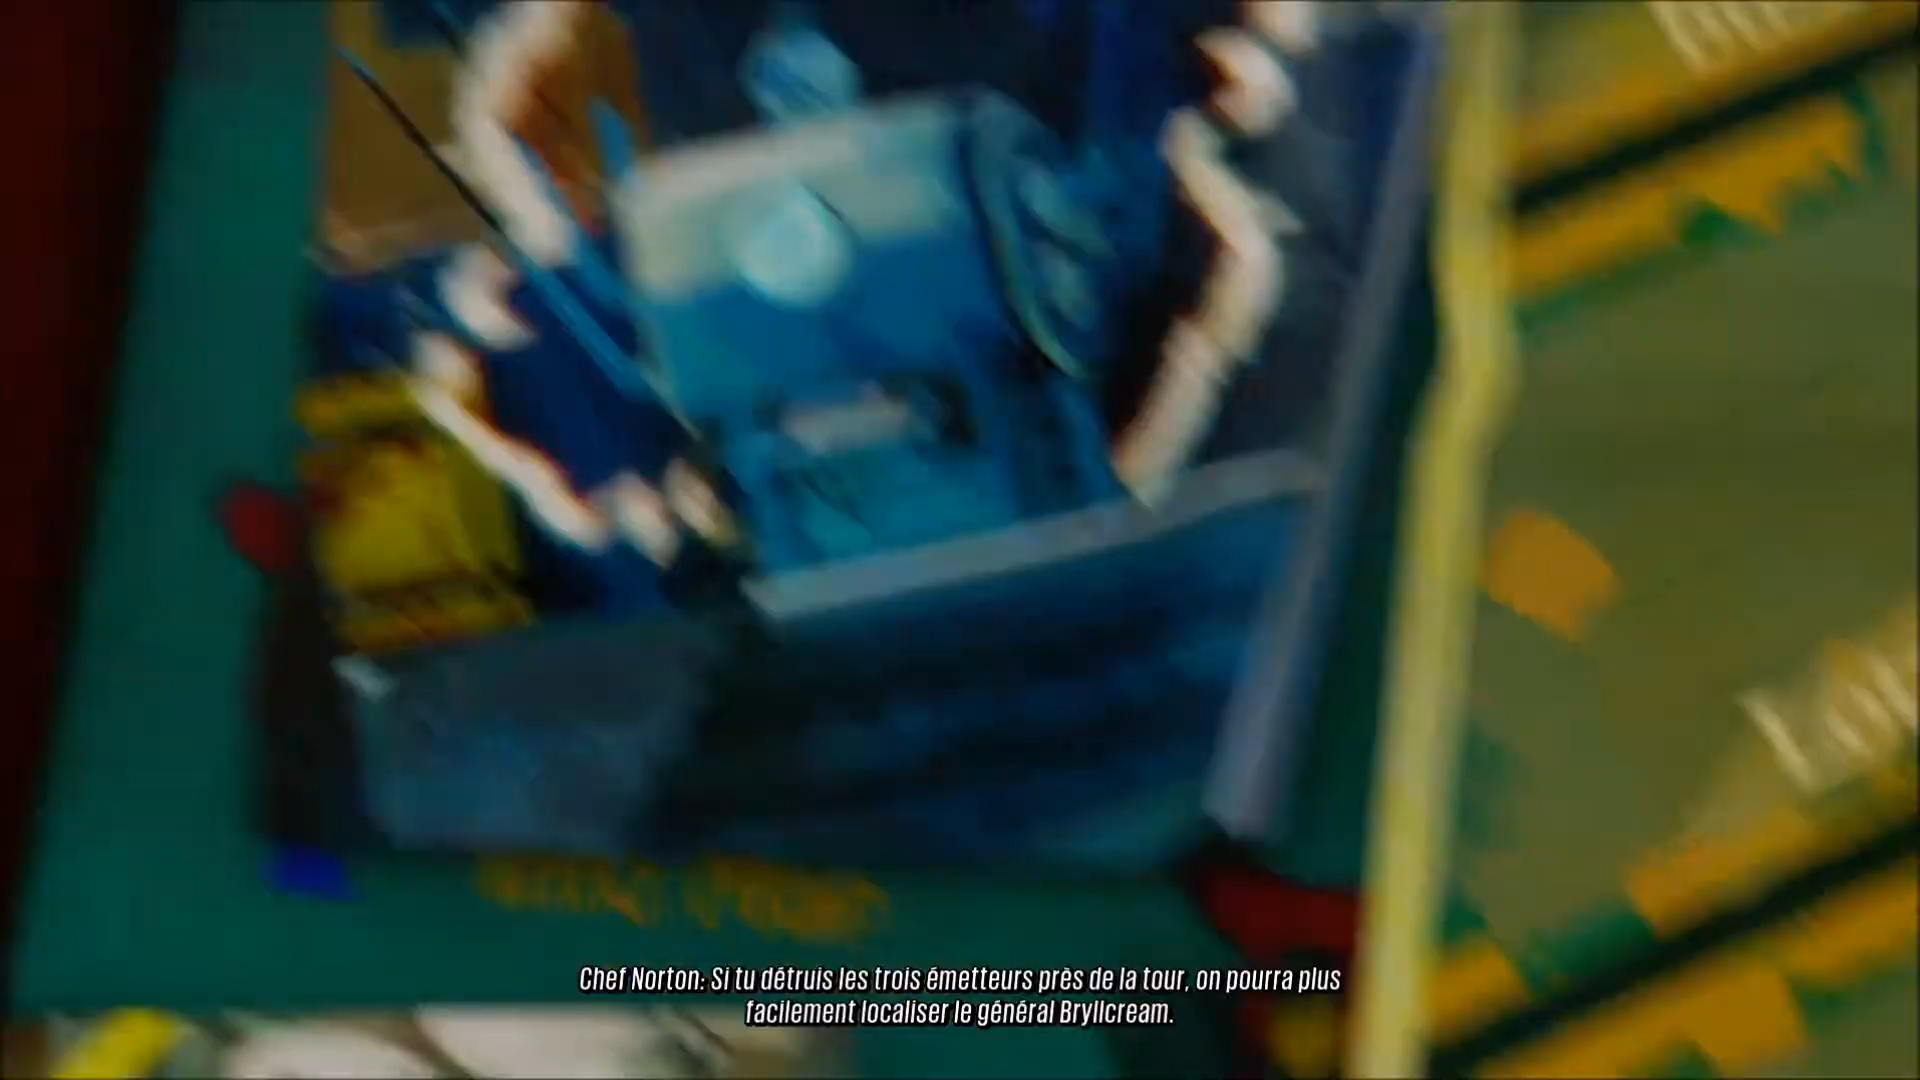 Chef Norton: Si tu détruis les trois émetteurs près de la tour, on pourra plus
facilement localiser le général Bryllcream.